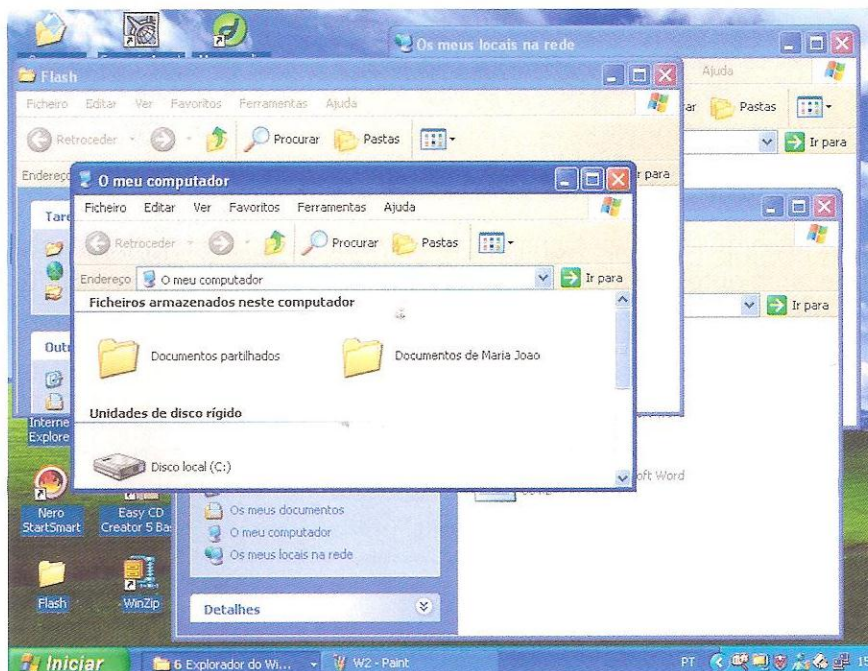 Os meus locais na rede
Flash
Ajuda
Ficheiro Editar Ver Favoritos Ferramentas Ajuda
Retroceder Procurar Pastas
Pastas
Ir para
O meu computador
Ficheiro Editar Ver Favoritos Ferramentas Ajuda
Retroceder Procurar Pastas
Endereço O meu computador Ir para
Ir para
Ficheiros armazenados neste computador
Documentos partilhados Documentos de Maria Joao
Unidades de disco rígido
Disco local (C:)
Nero
StartSmart
Easy CD
Creator 5
Os meus documentos
O meu computador
Os meus locais na rede
Flash
WinZip
Detalhes
Iniciar 6 Explorador do Wi... W2 - Paint PT